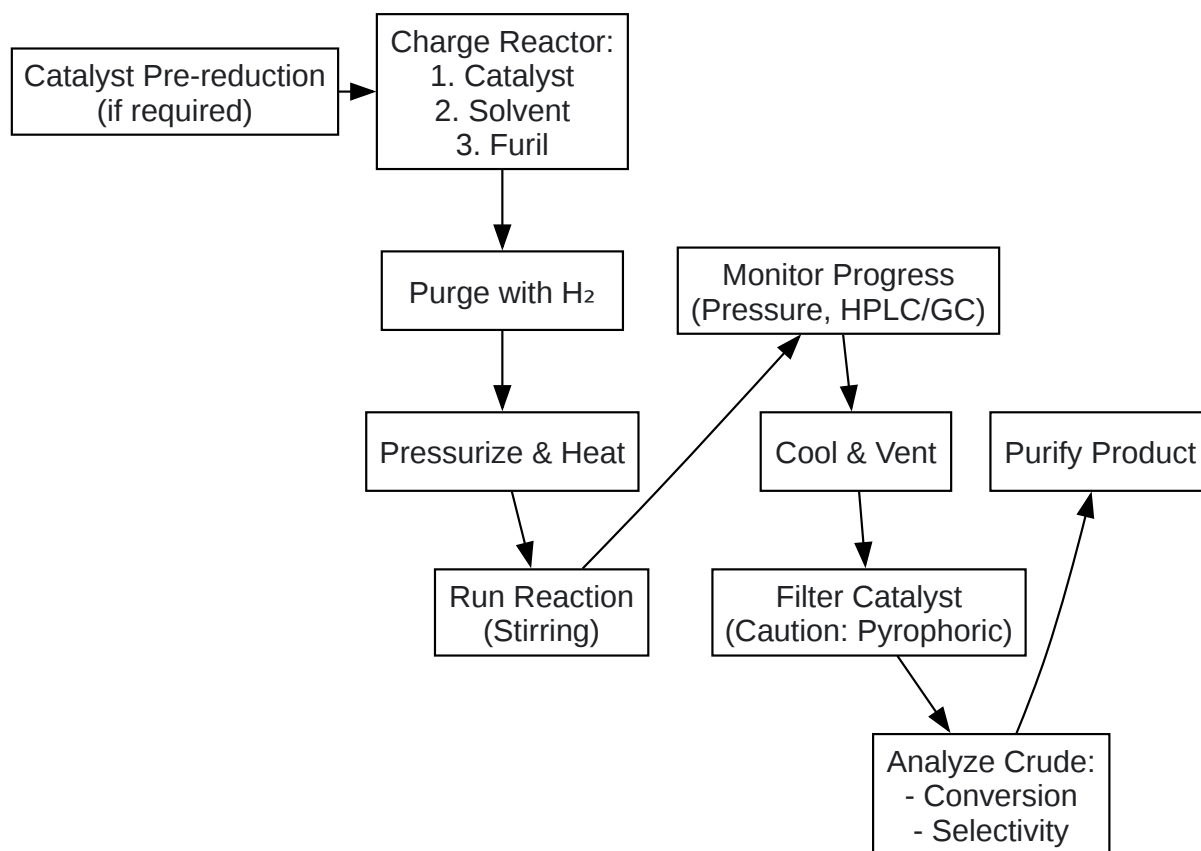 Catalyst Pre-reduction
(if required)
Charge Reactor:
1. Catalyst
2. Solvent
3. Furil
Purge with H₂
Pressurize & Heat
Run Reaction
(Stirring)
Monitor Progress
(Pressure, HPLC/GC)
Cool & Vent
Filter Catalyst
(Caution: Pyrophoric)
Analyze Crude:
- Conversion
- Selectivity
Purify Product